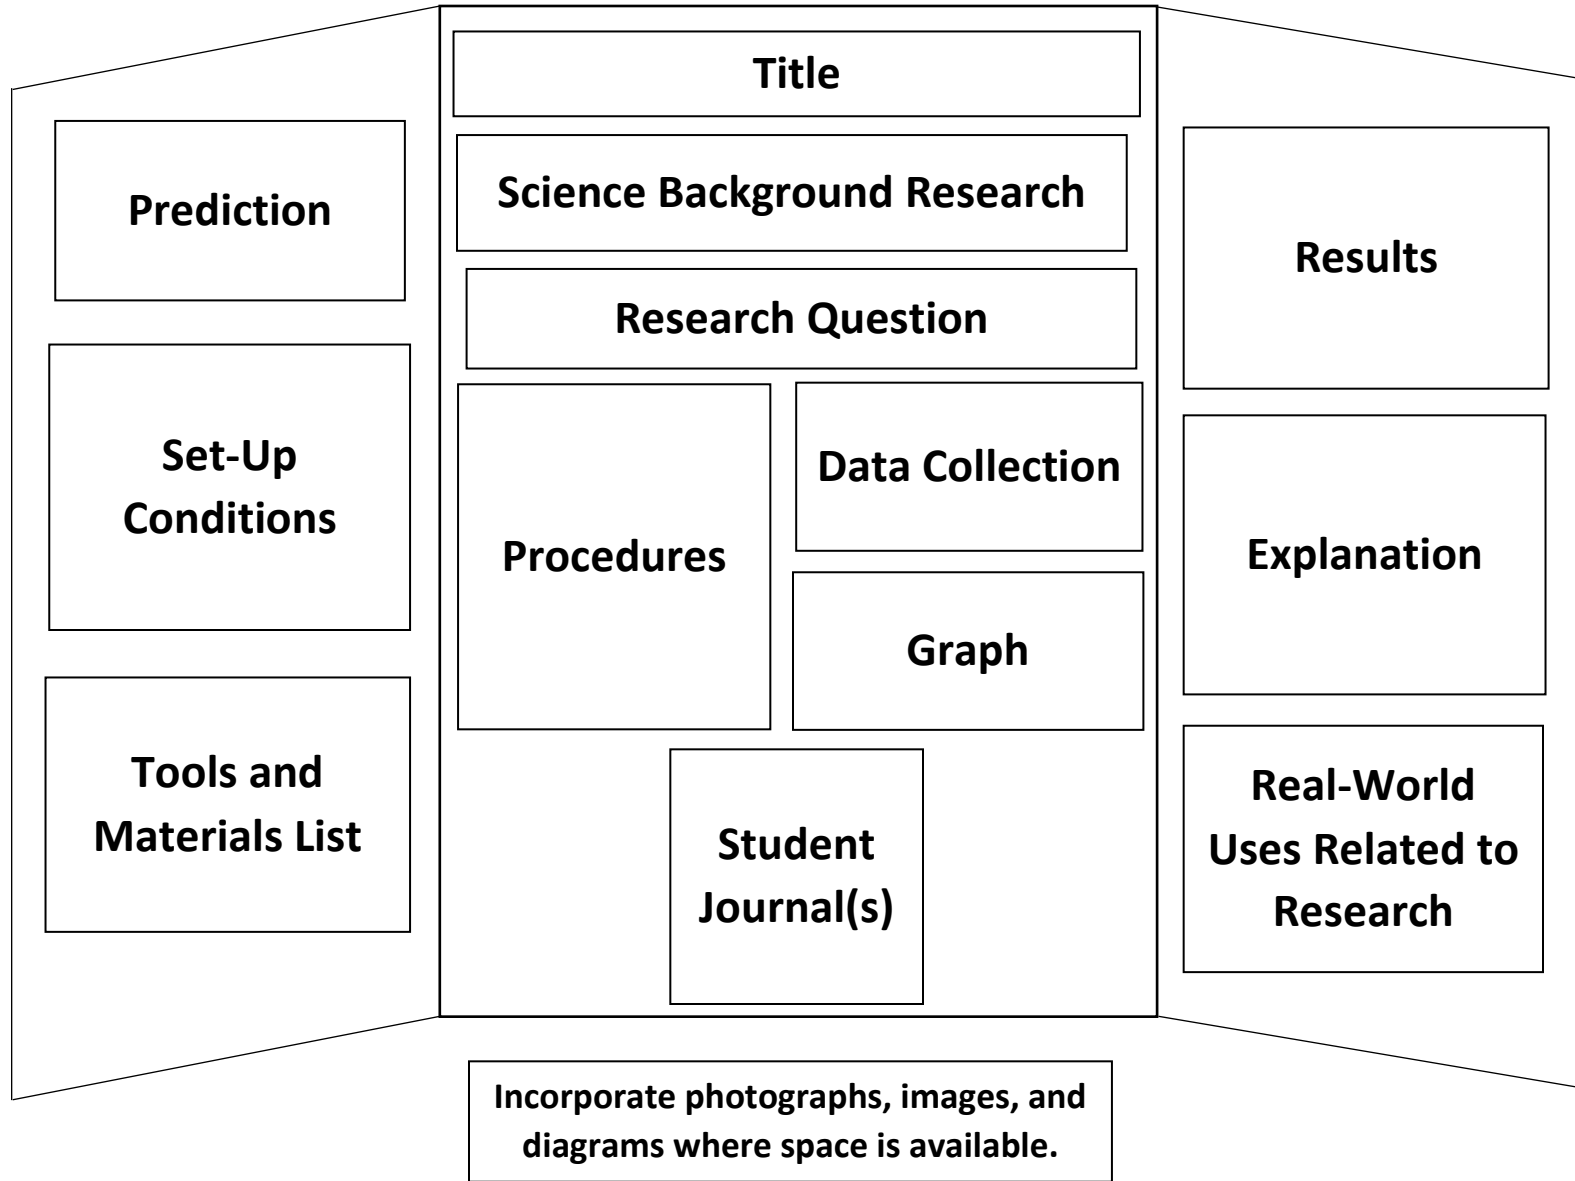 Title
Science Background Research
Research Question
Prediction
Set-Up
Conditions
Tools and
Materials List
Procedures
Data Collection
Graph
Student
Journal(s)
Results
Explanation
Real-World
Uses Related to
Research
Incorporate photographs, images, and
diagrams where space is available.